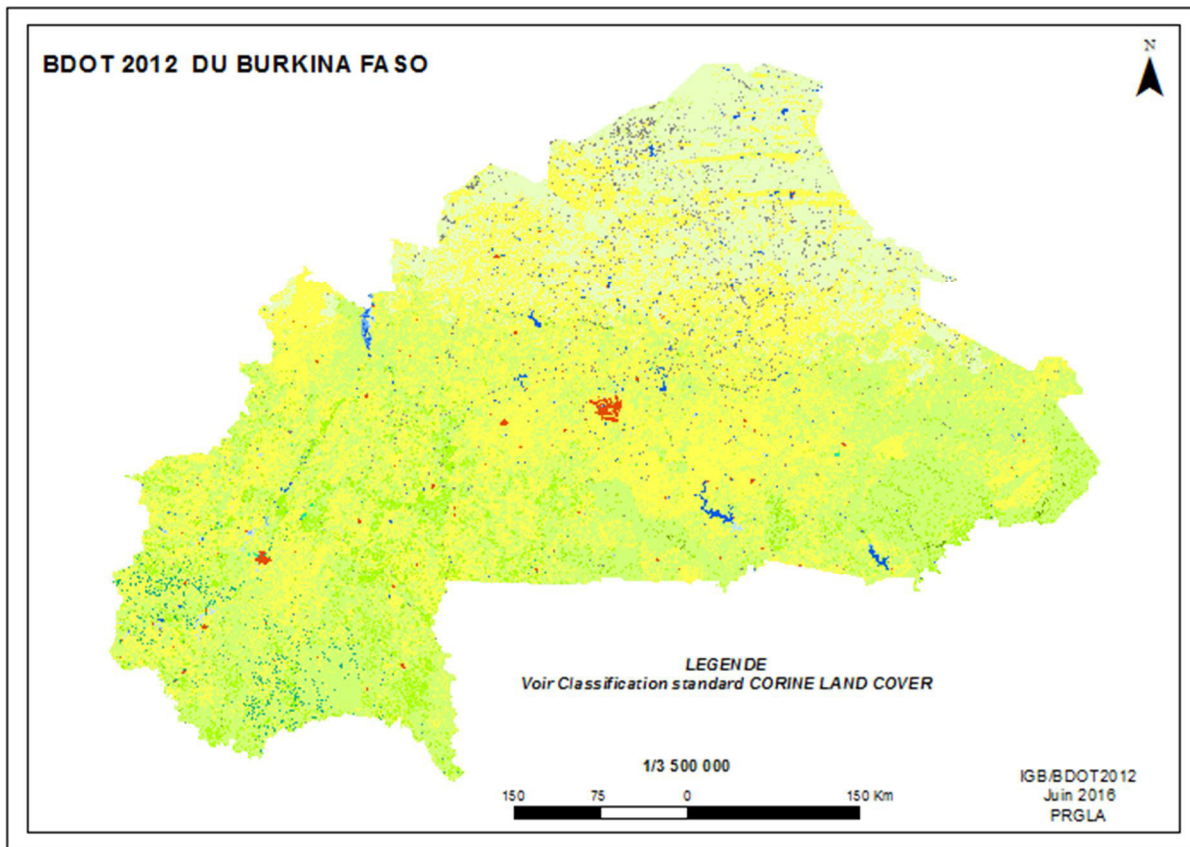 BDOT 2012 DU BURKINA FASO
N
LEGENDE
Voir Classification standard CORINE LAND COVER
1/3 500 000
150 75 0 150 Km
IGB/BDOT2012
Juin 2016
PRGLA